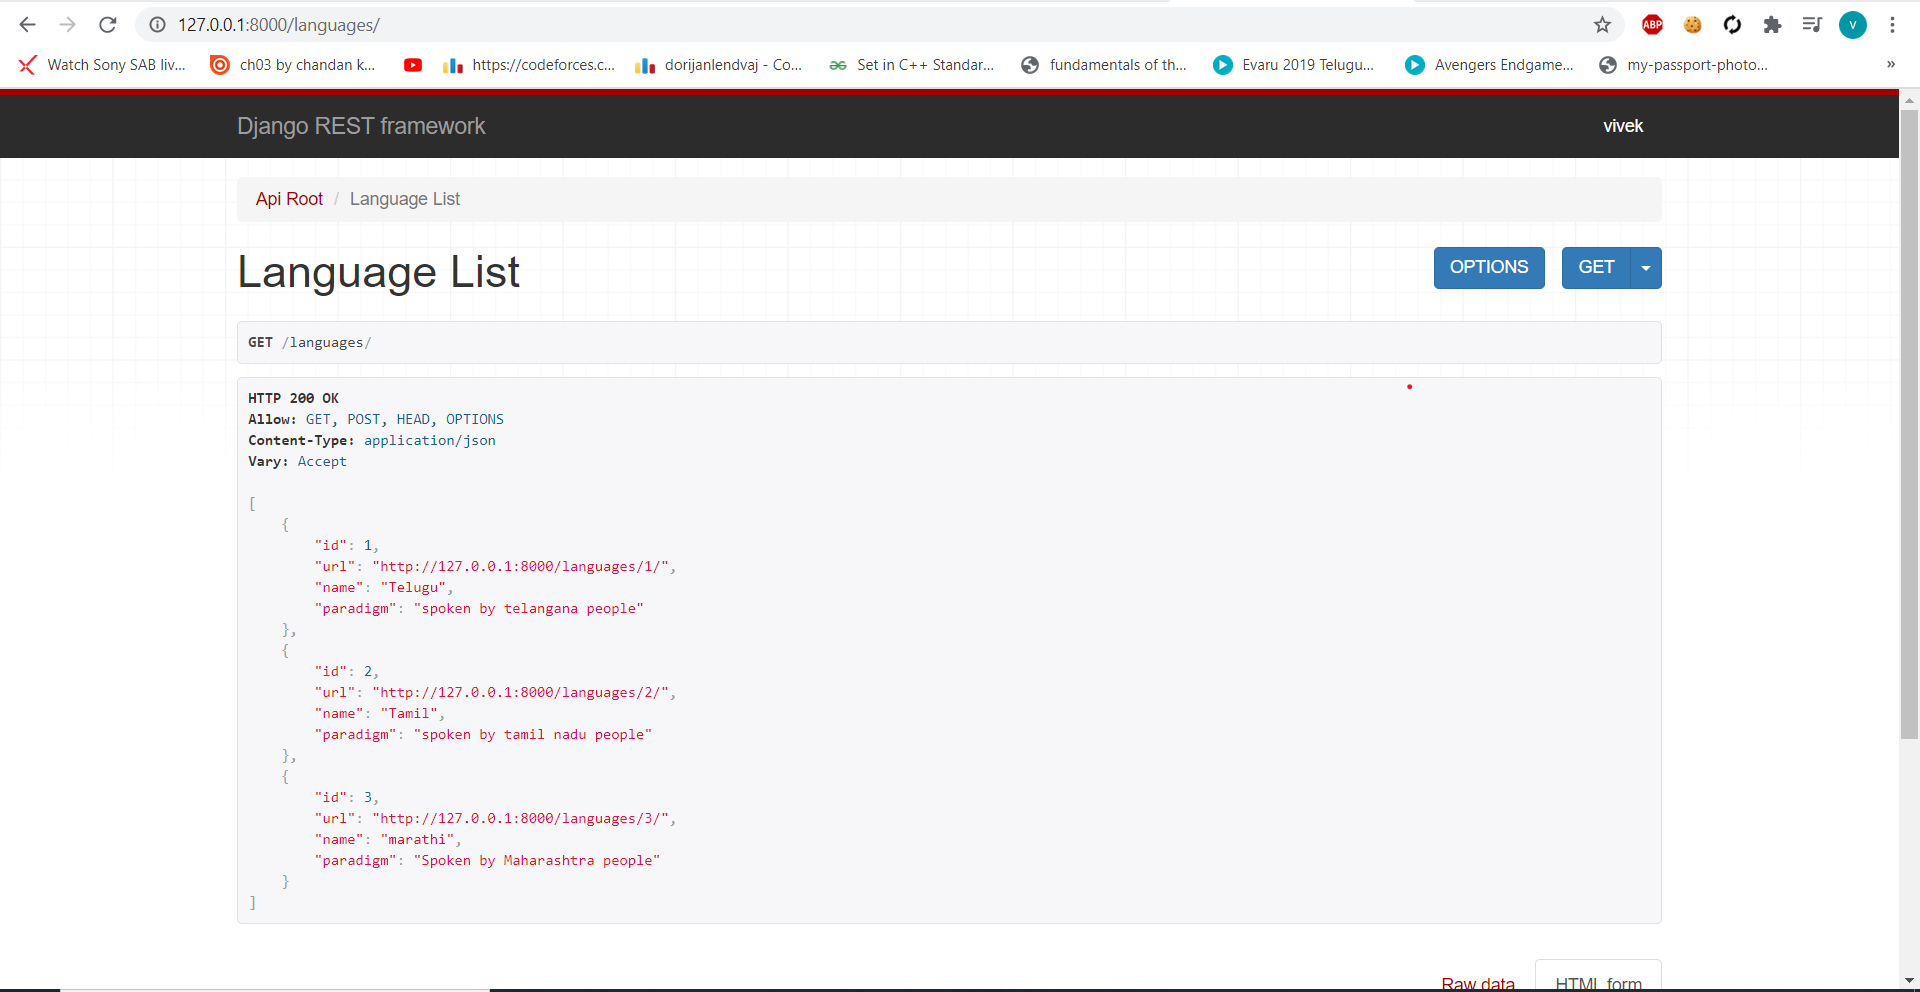 127.0.0.1:8000/languages/
ABP
V
Watch Sony SAB liv... ch03 by chandan k... https://codeforces.c... dorijanlendvaj - Co... Set in C++ Standar... fundamentals of th... Evaru 2019 Telugu... Avengers Endgame... my-passport-photo... »
Django REST framework vivek
Api Root / Language List
Language List OPTIONS GET
GET /languages/
HTTP 200 OK
Allow: GET, POST, HEAD, OPTIONS
Content-Type: application/json
Vary: Accept
[
    {
        "id": 1,
        "url": "http://127.0.0.1:8000/languages/1/",
        "name": "Telugu",
        "paradigm": "spoken by telangana people"
    },
    {
        "id": 2,
        "url": "http://127.0.0.1:8000/languages/2/",
        "name": "Tamil",
        "paradigm": "spoken by tamil nadu people"
    },
    {
        "id": 3,
        "url": "http://127.0.0.1:8000/languages/3/",
        "name": "marathi",
        "paradigm": "Spoken by Maharashtra people"
    }
]
Raw data HTML form